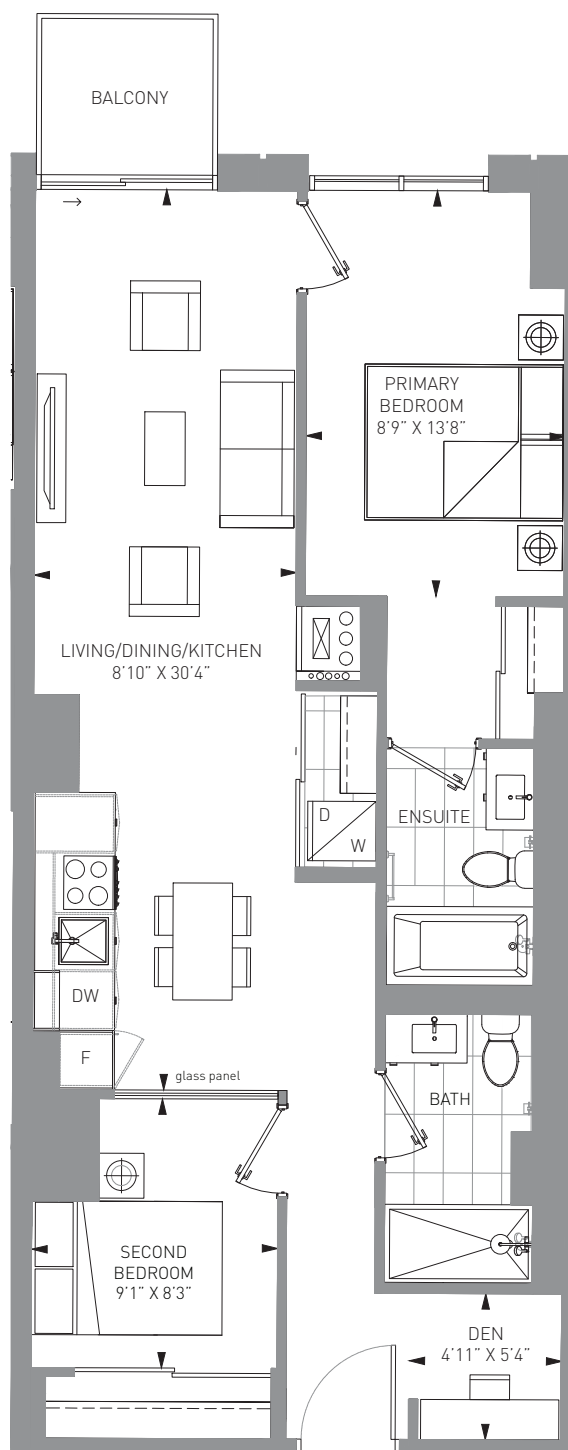 BALCONY
PRIMARY
BEDROOM
8'9" X 13'8"
LIVING/DINING/KITCHEN
8'10" X 30'4"
D
W
ENSUITE
DW
F
glass panel
BATH
SECOND
BEDROOM
9'1" X 8'3"
DEN
4'11" X 5'4"